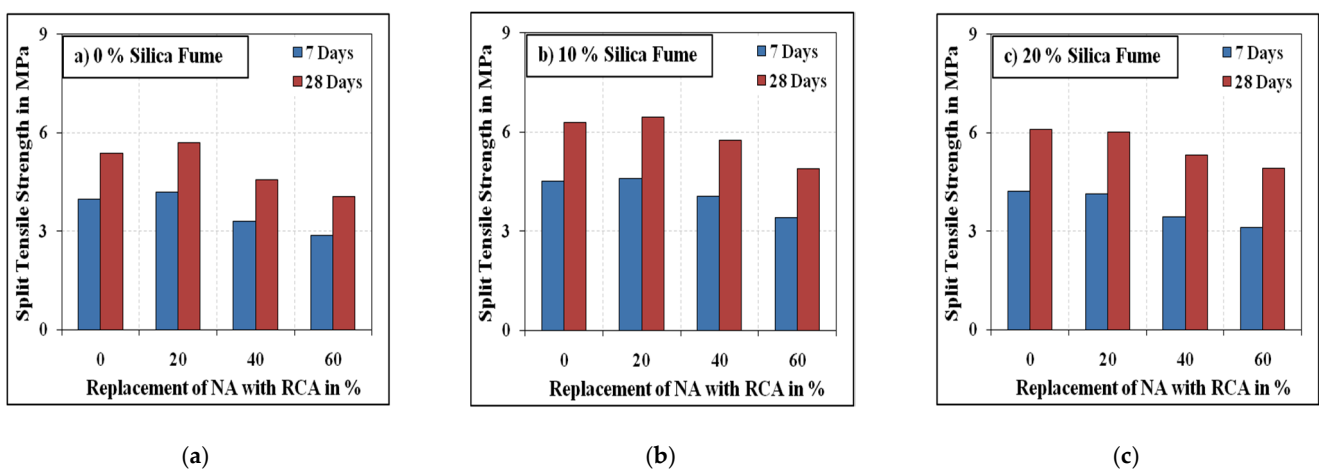 a) 0 % Silica Fume
7 Days
28 Days
Split Tensile Strength in MPa
9
6
3
0
0 20 40 60
Replacement of NA with RCA in %
(a)
b) 10 % Silica Fume
7 Days
28 Days
Split Tensile Strength in MPa
9
6
3
0
0 20 40 60
Replacement of NA with RCA in %
(b)
c) 20 % Silica Fume
7 Days
28 Days
Split Tensile Strength in MPa
9
6
3
0
0 20 40 60
Replacement of NA with RCA in %
(c)